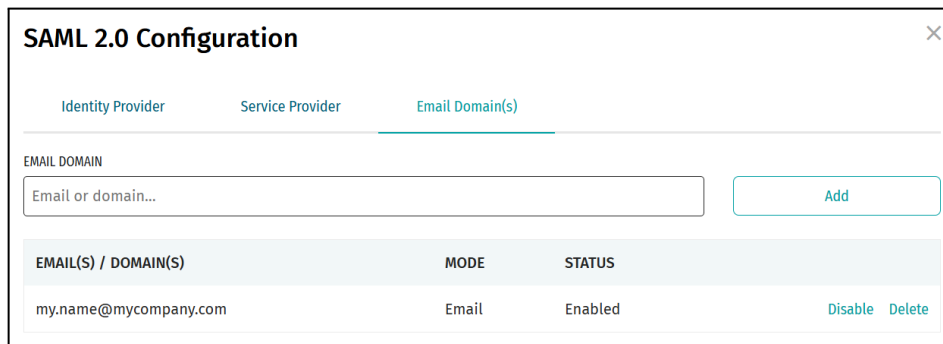 SAML 2.0 Configuration
Identity Provider Service Provider Email Domain(s)
EMAIL DOMAIN
Email or domain... Add
EMAIL(S) / DOMAIN(S) MODE STATUS
my.name@mycompany.com Email Enabled Disable Delete